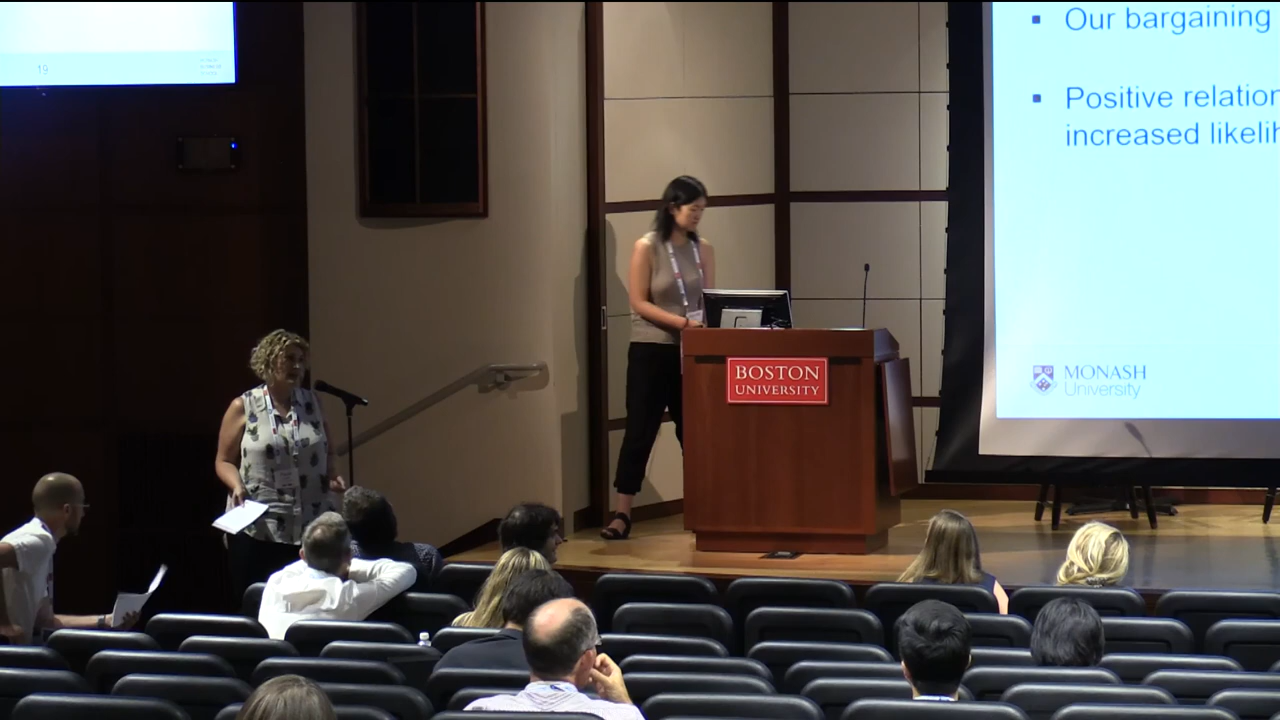 19
▪ Our bargaining
▪ Positive relation
increased likelih
MONASH
University
BOSTON
UNIVERSITY